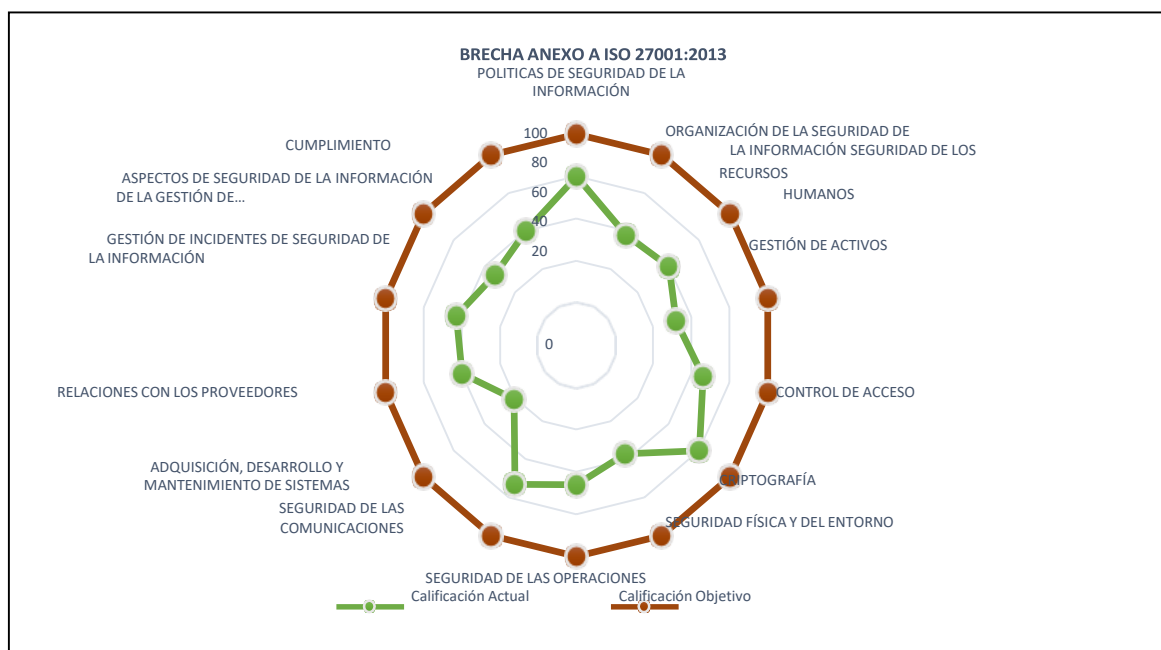 BRECHA ANEXO A ISO 27001:2013
POLITICAS DE SEGURIDAD DE LA
INFORMACIÓN
100
80
60
40
20
0
ORGANIZACIÓN DE LA SEGURIDAD DE
LA INFORMACIÓN SEGURIDAD DE LOS
RECURSOS
HUMANOS
GESTIÓN DE ACTIVOS
CONTROL DE ACCESO
CRIPTOGRAFÍA
SEGURIDAD FÍSICA Y DEL ENTORNO
SEGURIDAD DE LAS OPERACIONES
SEGURIDAD DE LAS
COMUNICACIONES
ADQUISICIÓN, DESARROLLO Y
MANTENIMIENTO DE SISTEMAS
RELACIONES CON LOS PROVEEDORES
GESTIÓN DE INCIDENTES DE SEGURIDAD DE
LA INFORMACIÓN
ASPECTOS DE SEGURIDAD DE LA INFORMACIÓN
DE LA GESTIÓN DE...
CUMPLIMIENTO
Calificación Actual
Calificación Objetivo